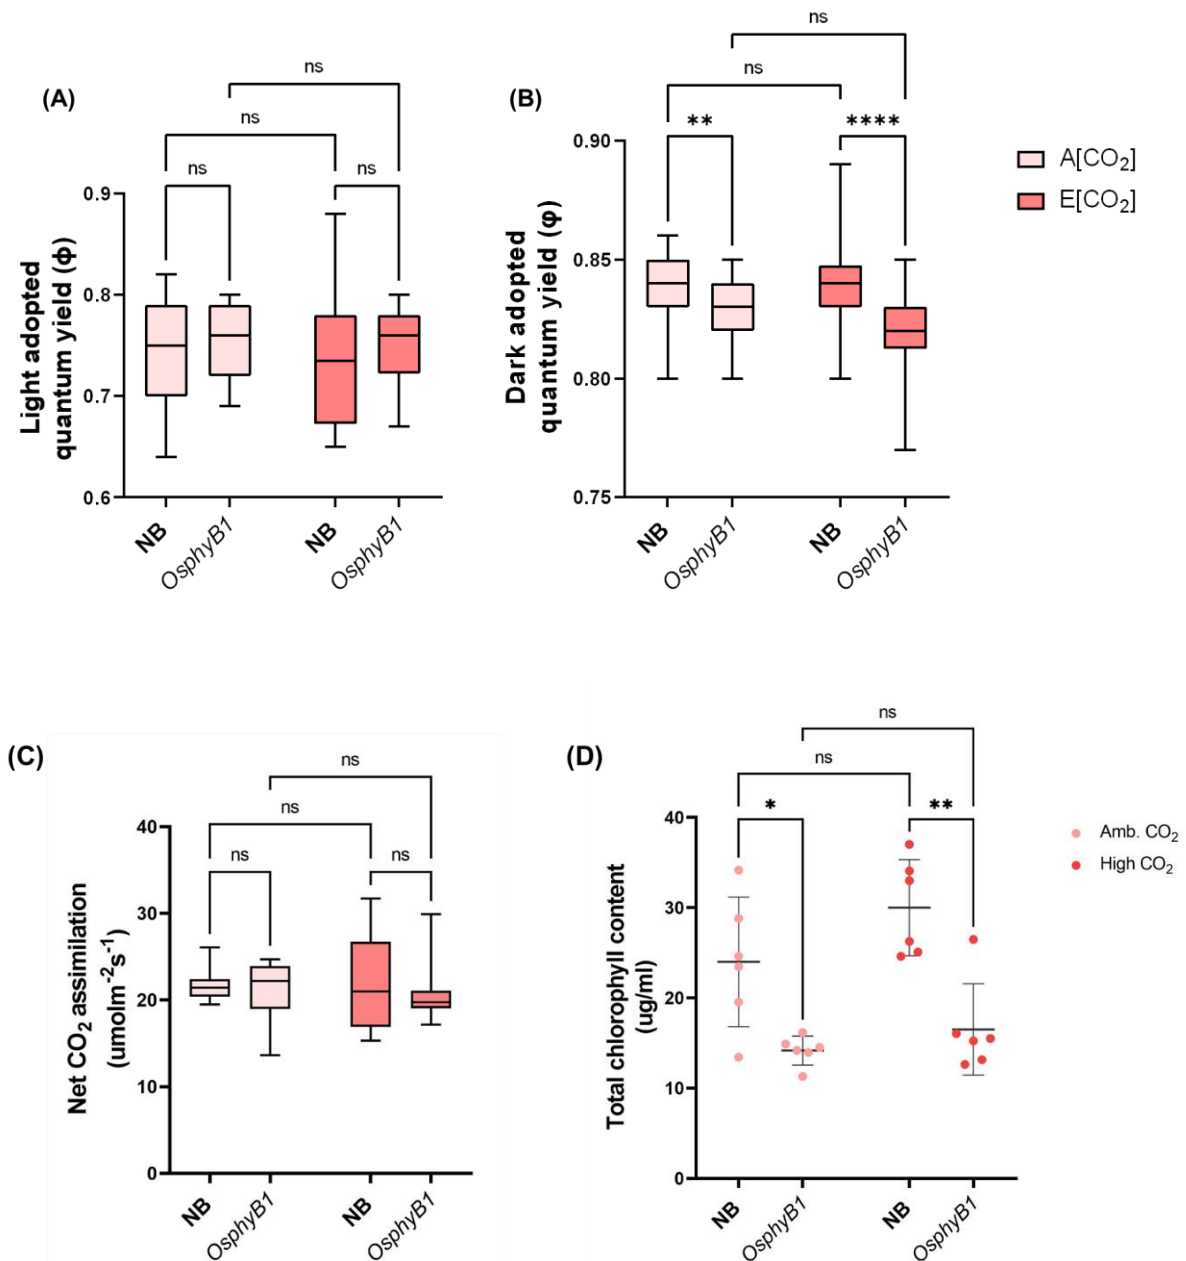 (A)
ns
ns
ns
ns
Light adopted
quantum yield (ϕ)
0.9
0.8
0.7
0.6
NB
OsphyB1
NB
OsphyB1
(B)
ns
ns
**
****
Dark adopted
quantum yield (φ)
0.90
0.85
0.80
0.75
NB
OsphyB1
NB
OsphyB1
A[CO₂]
E[CO₂]
(C)
ns
ns
ns
ns
Net CO₂ assimilation
(umolm⁻²s⁻¹)
40
30
20
10
0
NB
OsphyB1
NB
OsphyB1
(D)
ns
ns
*
**
Total chlorophyll content
(ug/ml)
40
30
20
10
0
NB
OsphyB1
NB
OsphyB1
Amb. CO₂
High CO₂